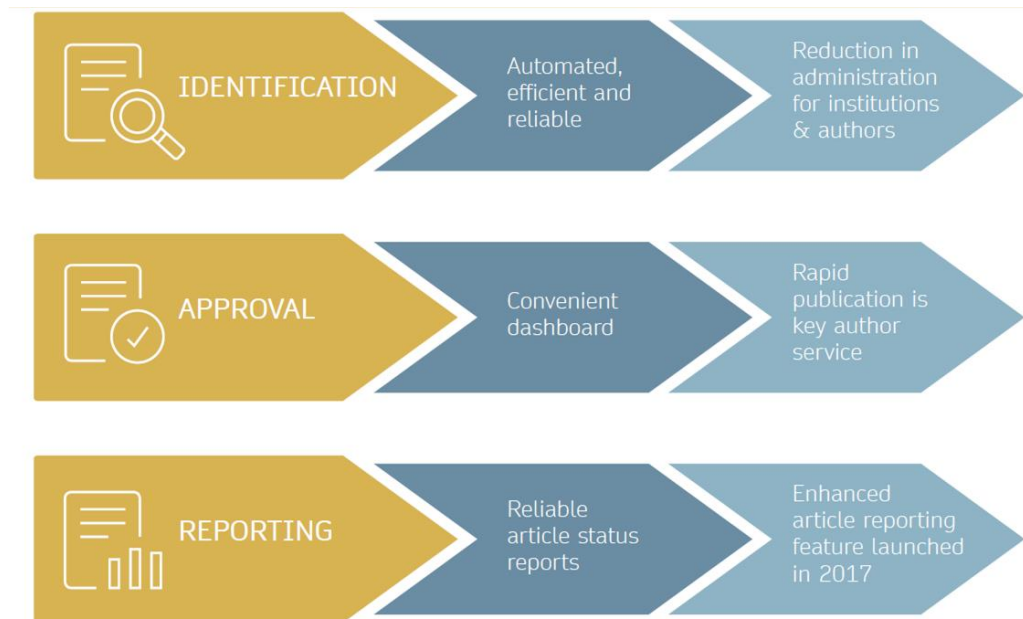 IDENTIFICATION
Automated,
efficient and
reliable
Reduction in
administration
for institutions
& authors
APPROVAL
Convenient
dashboard
Rapid
publication is
key author
service
REPORTING
Reliable
article status
reports
Enhanced
article reporting
feature launched
in 2017